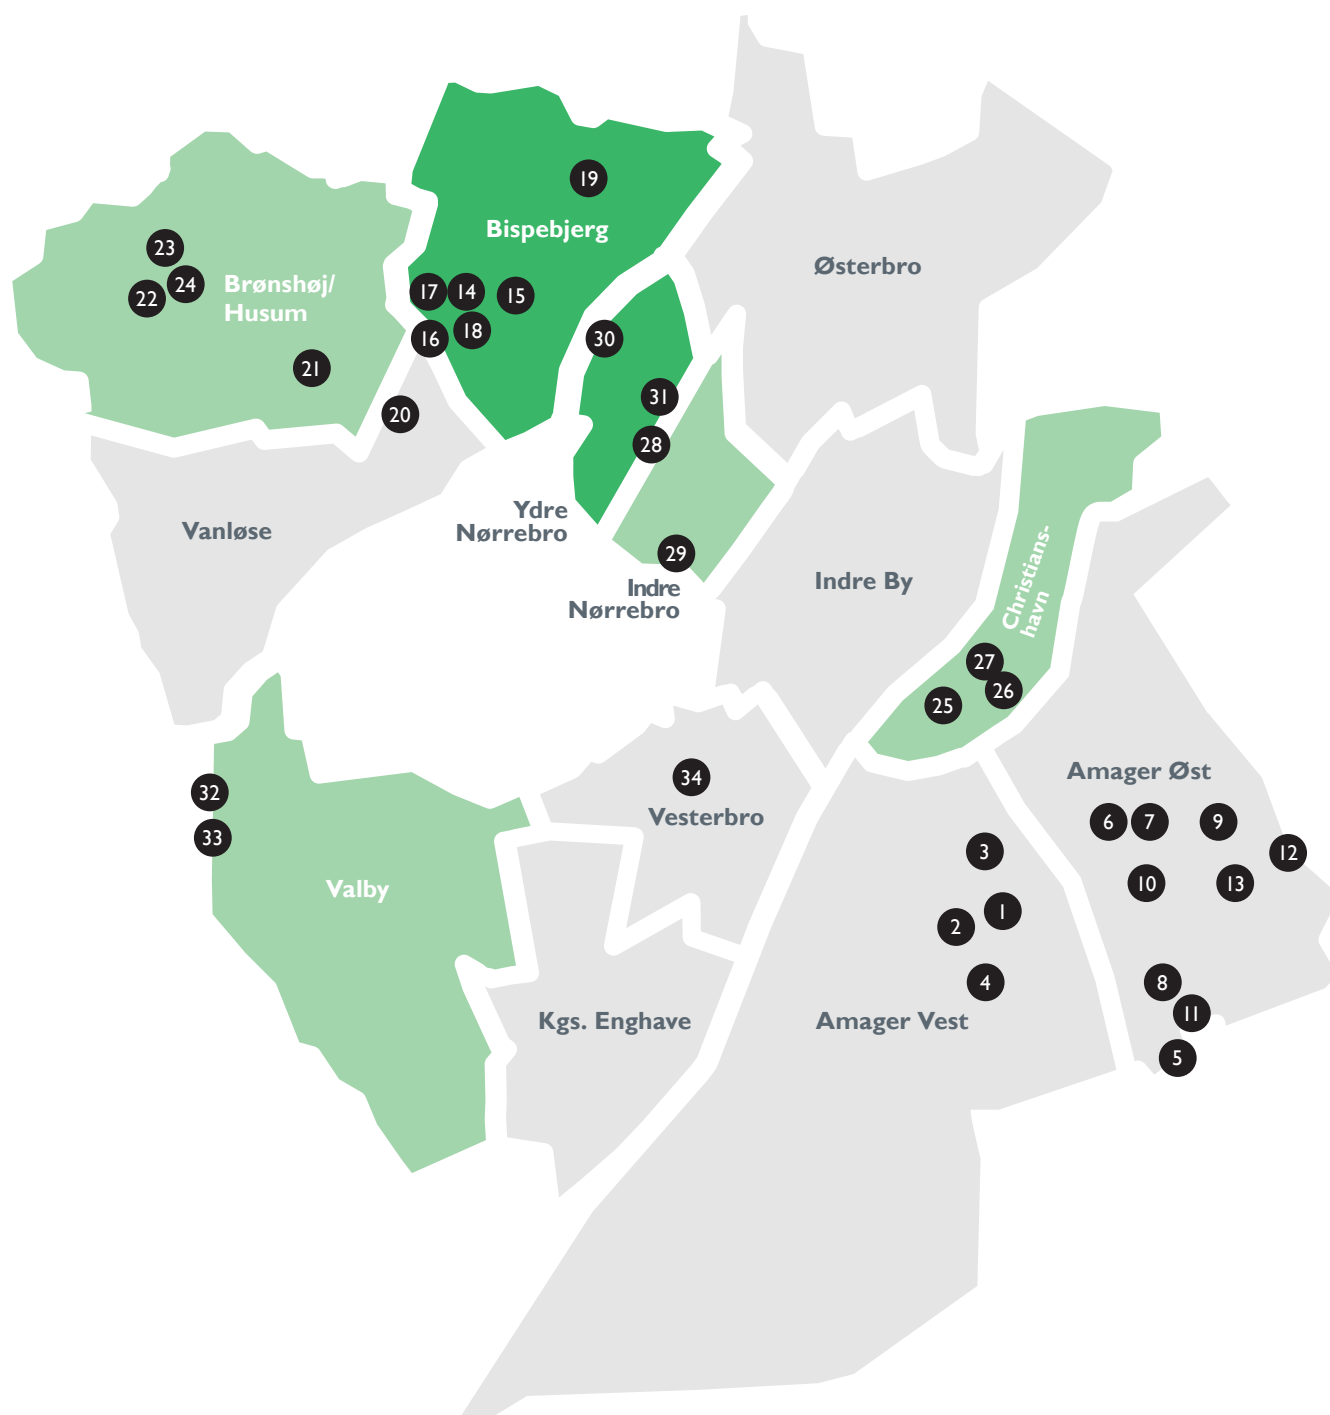 19
Bispebjerg
Østerbro
23
24
22
Brønshøj/
Husum
17
14
15
16
18
30
21
31
20
28
Ydre
Nørrebro
Vanløse
29
Indre
Nørrebro
Indre By
Christians-
havn
27
26
25
34
Vesterbro
Amager Øst
32
33
6
7
9
3
12
Valby
10
13
1
2
4
8
11
Kgs. Enghave
Amager Vest
5